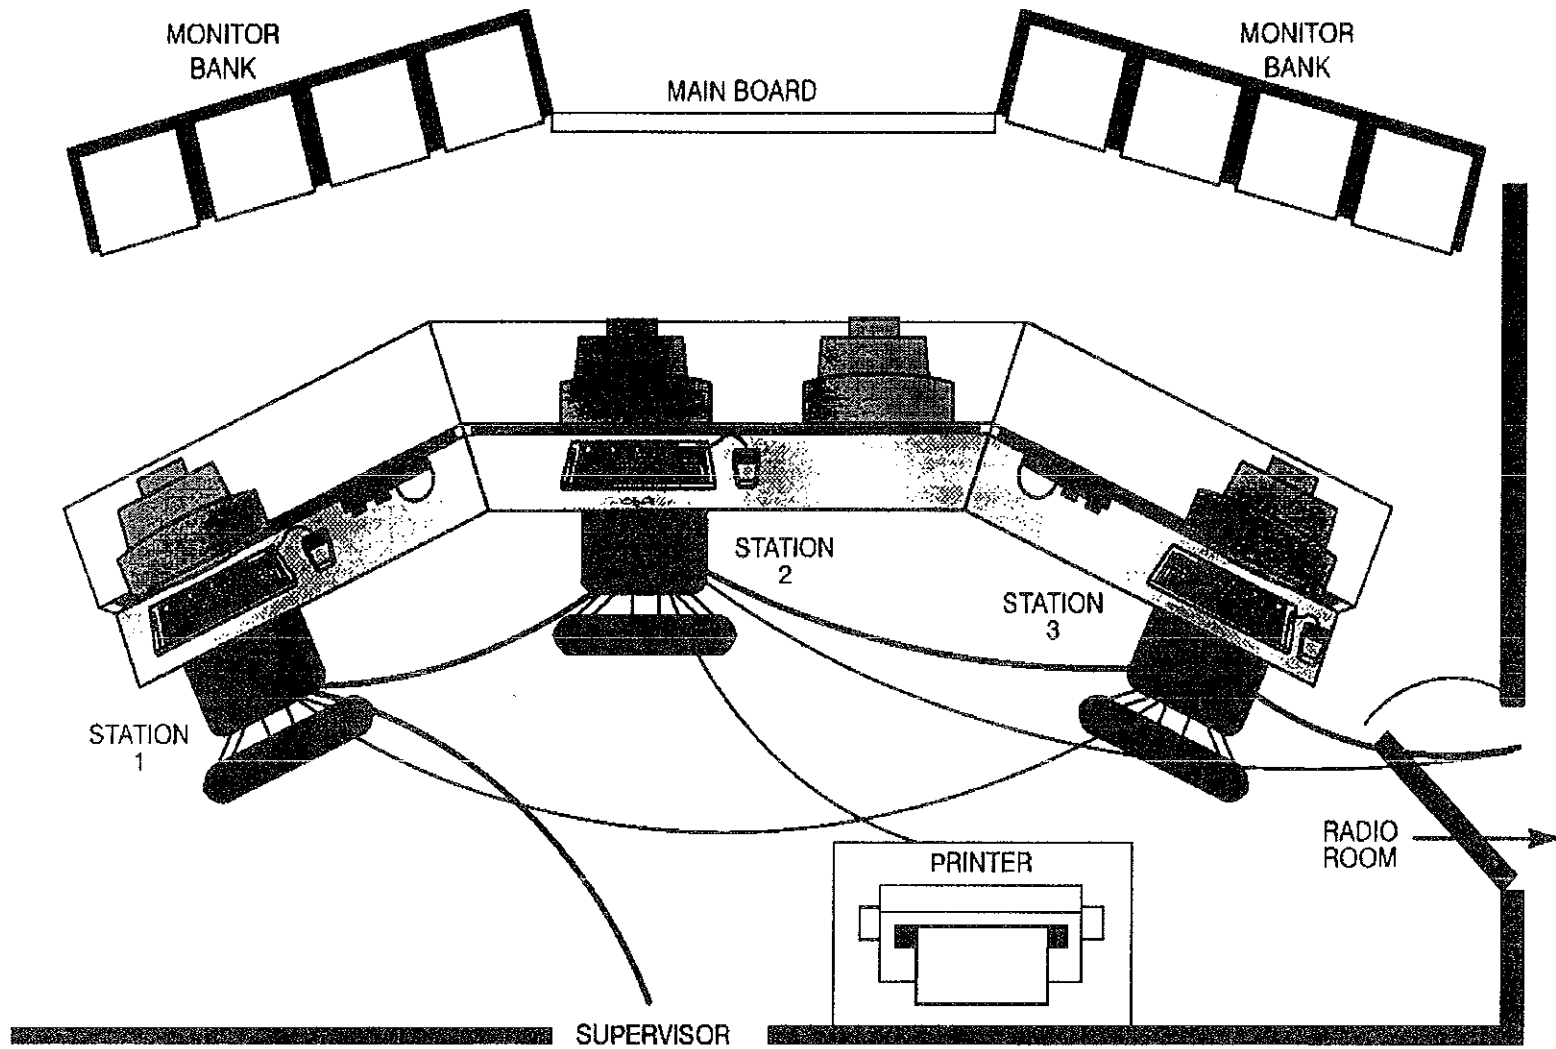 MONITOR
BANK
MAIN BOARD
MONITOR
BANK
STATION
2
STATION
3
STATION
1
RADIO
ROOM
PRINTER
SUPERVISOR